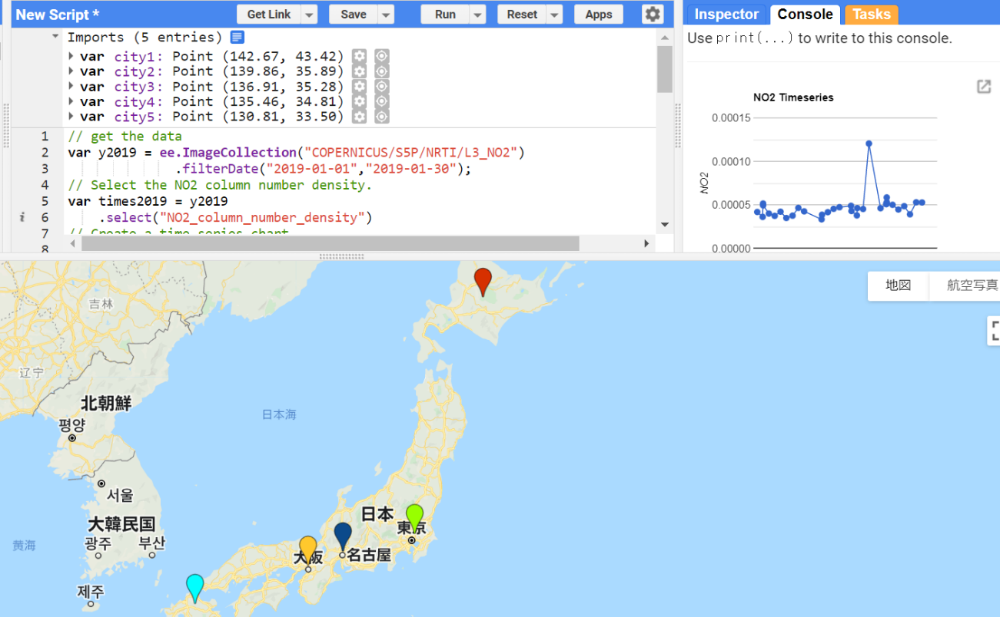 New Script *
Get Link
Save
Run
Reset
Apps
Inspector
Console
Tasks
Imports (5 entries)
var city1: Point (142.67, 43.42)
var city2: Point (139.86, 35.89)
var city3: Point (136.91, 35.28)
var city4: Point (135.46, 34.81)
var city5: Point (130.81, 33.50)
i
1 // get the data
2 var y2019 = ee.ImageCollection("COPERNICUS/S5P/NRTI/L3_NO2")
3 .filterDate("2019-01-01","2019-01-30");
4 // Select the NO2 column number density.
5 var times2019 = y2019
6 .select("NO2_column_number_density")
7 // Create a time series chart
8
Use print(...) to write to this console.
NO2 Timeseries
0.00015
0.00010
0.00005
0.00000
NO2
地図
航空写真
吉林
辽宁
北朝鮮
평양
日本海
서울
大韓民国
광주
부산
黄海
제주
日本
東京
名古屋
大阪